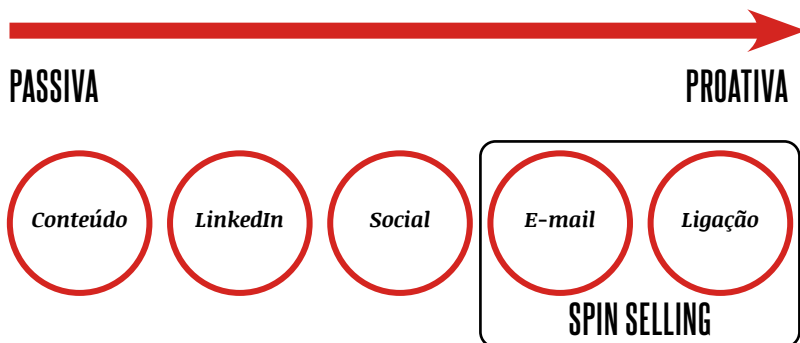 PASSIVA PROATIVA
Conteúdo LinkedIn Social E-mail Ligação
SPIN SELLING